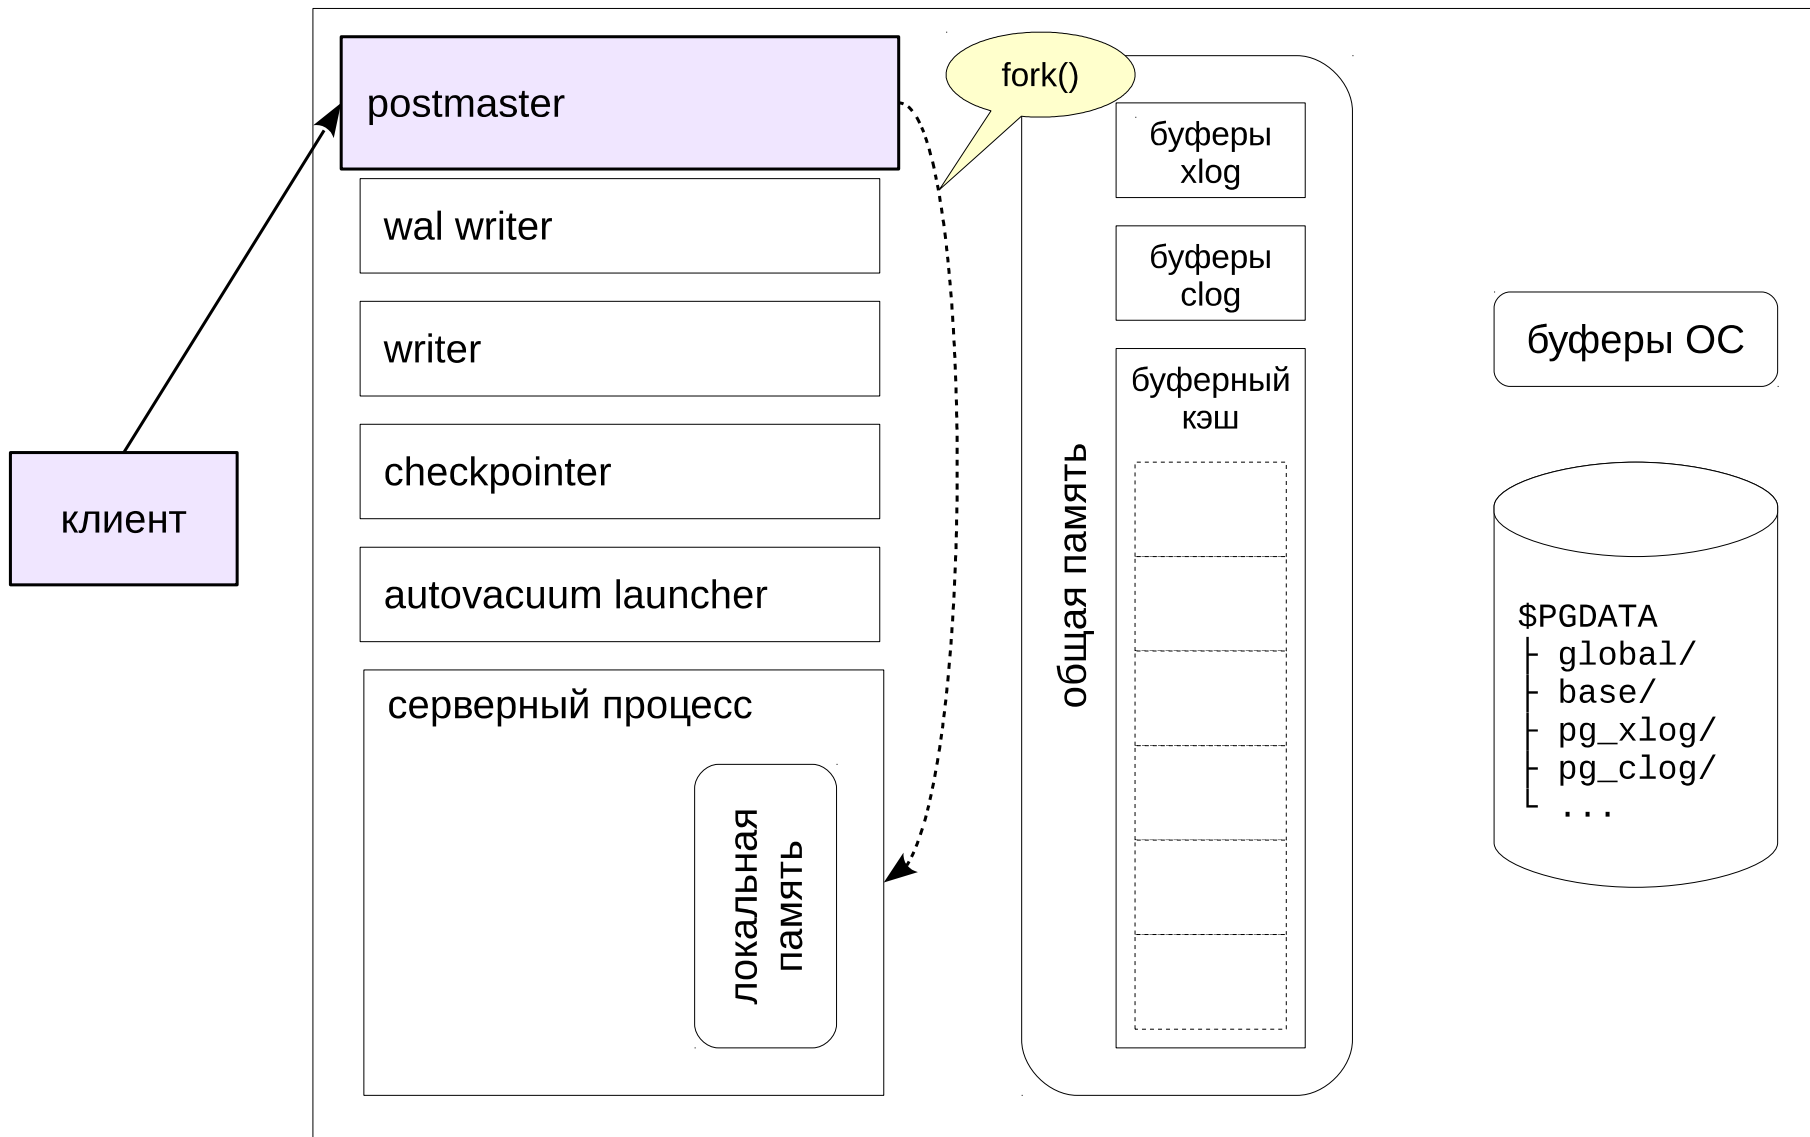 postmaster
wal writer
writer
checkpointer
autovacuum launcher
серверный процесс
локальная
память
клиент
fork()
общая память
буферы
xlog
буферы
clog
буферный
кэш
буферы ОС
$PGDATA
├ global/
├ base/
├ pg_xlog/
├ pg_clog/
└ ...